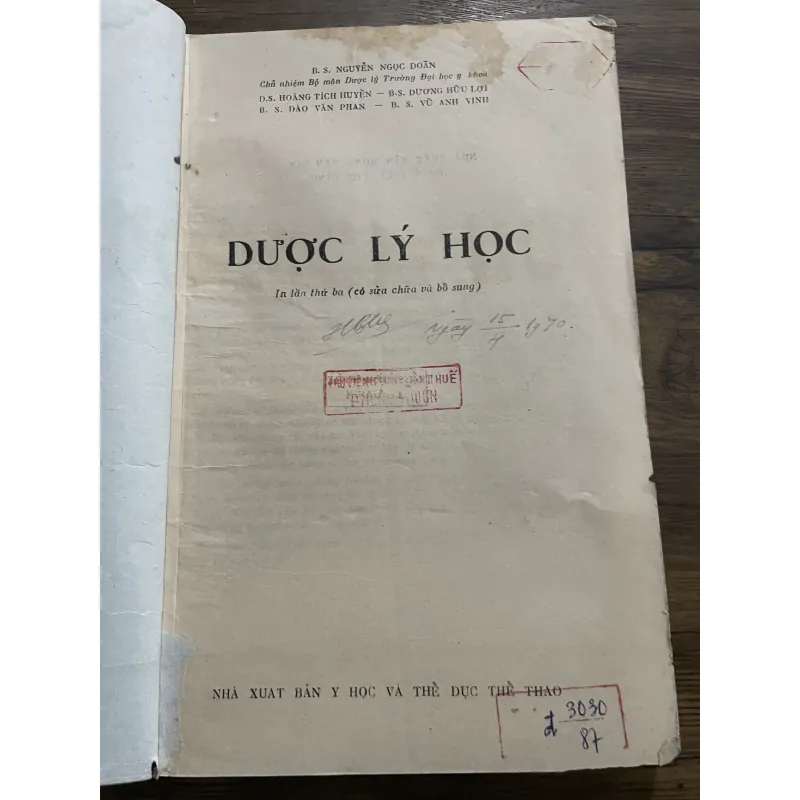 B. S. NGUYỄN NGỌC DOÃN
Chủ nhiệm Bộ môn Dược lý Trường Đại học y khoa
D.S. HOÀNG TÍCH HUYỀN – B.S. DƯƠNG HỮU LỢI
B. S. ĐÀO VĂN PHAN – B. S. VŨ ANH VINH
DƯỢC LÝ HỌC
In lần thứ ba (có sửa chữa và bổ sung)
ngày 15/4 1970.
HUẾ
NHÀ XUẤT BẢN Y HỌC VÀ THỂ DỤC THỂ THAO
đ 3030
87